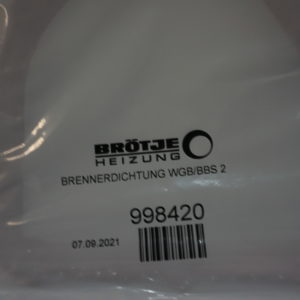 BRÖTJE
HEIZUNG
BRENNERDICHTUNG WGB/BBS 2
998420
07.09.2021